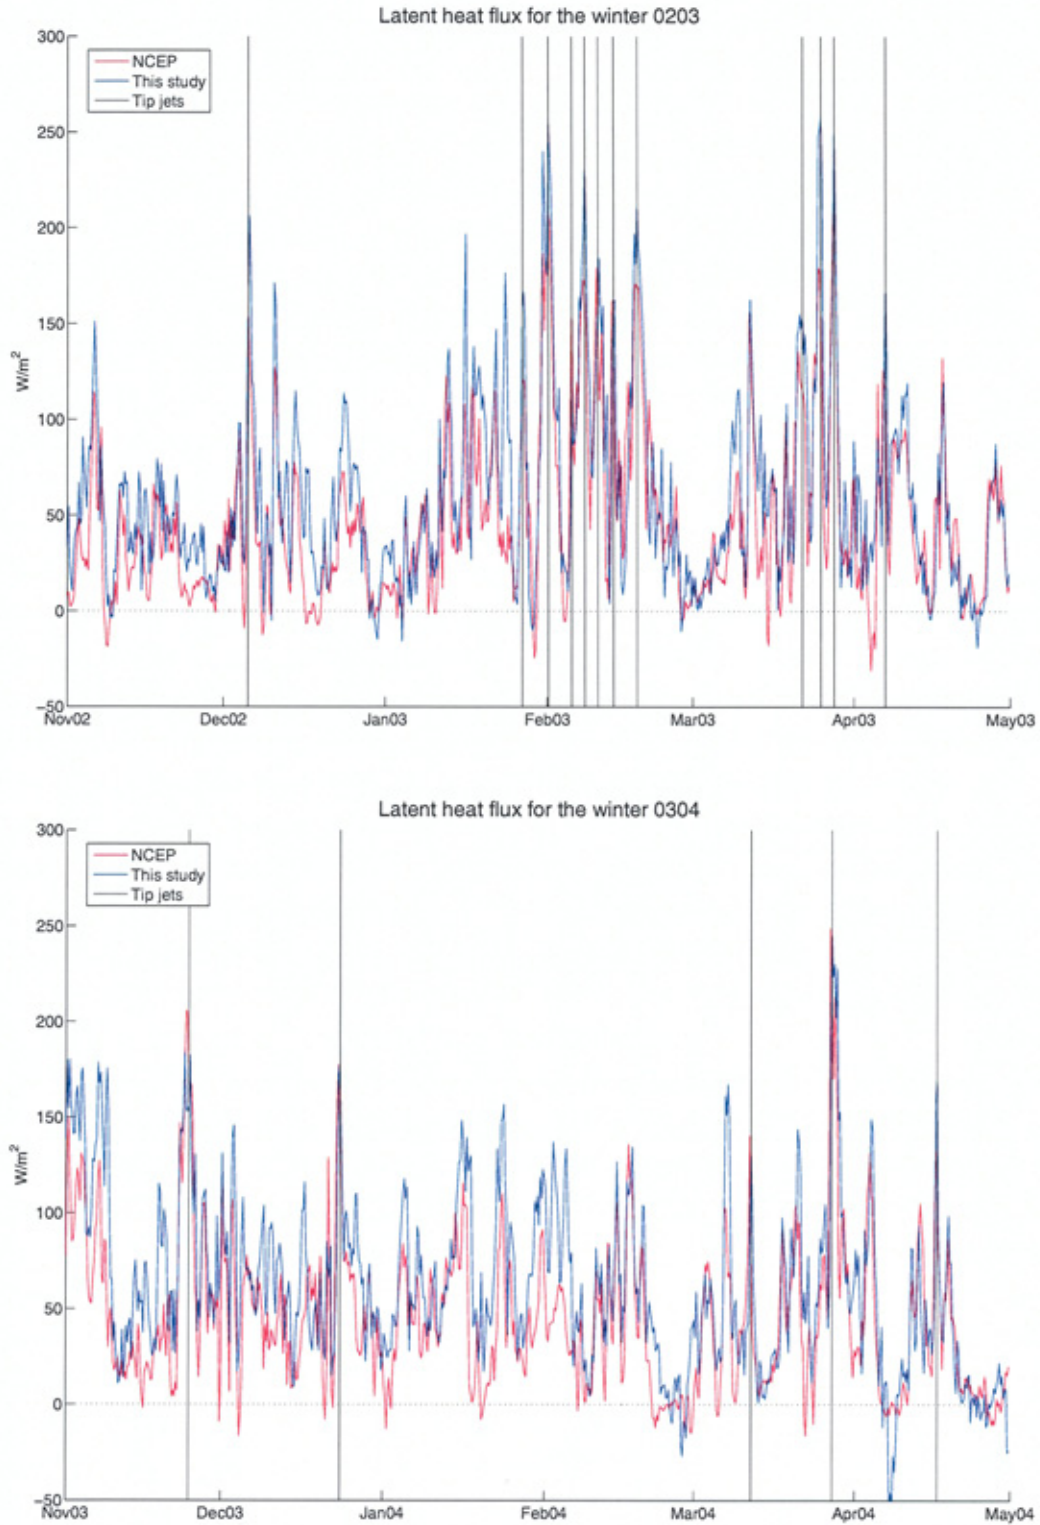 Latent heat flux for the winter 0203
300
250
200
150
100
50
0
−50
W/m²
NCEP
This study
Tip jets
Nov02 Dec02 Jan03 Feb03 Mar03 Apr03 May03
Latent heat flux for the winter 0304
300
250
200
150
100
50
0
−50
W/m²
NCEP
This study
Tip jets
Nov03 Dec03 Jan04 Feb04 Mar04 Apr04 May04